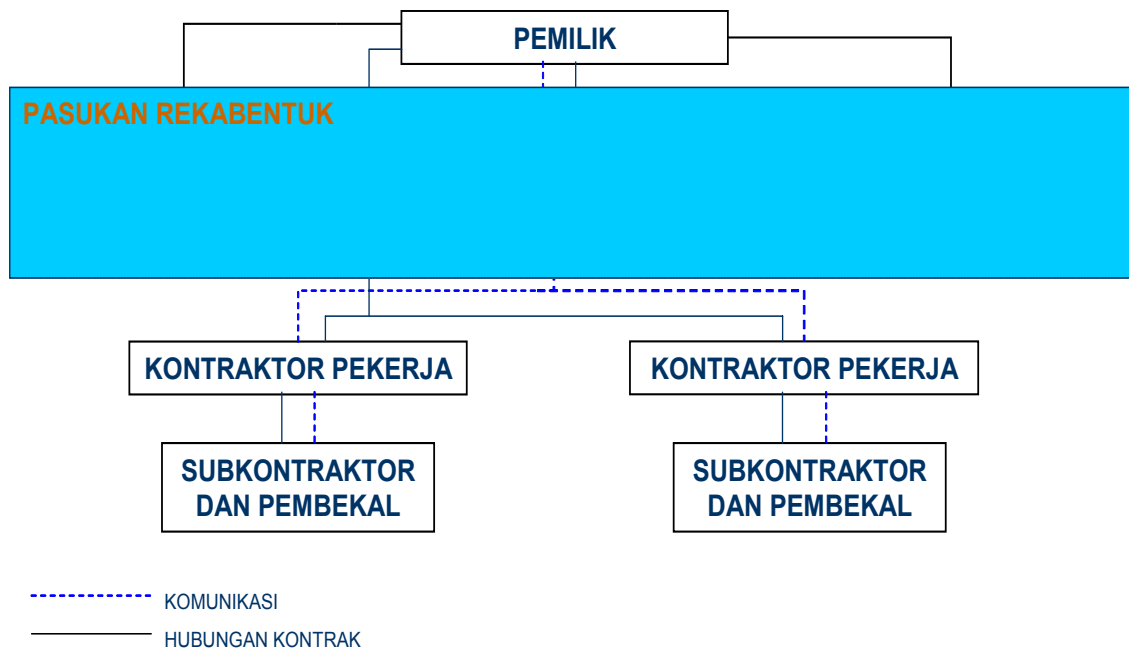 PEMILIK
PASUKAN REKABENTUK
KONTRAKTOR PEKERJA
KONTRAKTOR PEKERJA
SUBKONTRAKTOR
DAN PEMBEKAL
SUBKONTRAKTOR
DAN PEMBEKAL
KOMUNIKASI
HUBUNGAN KONTRAK